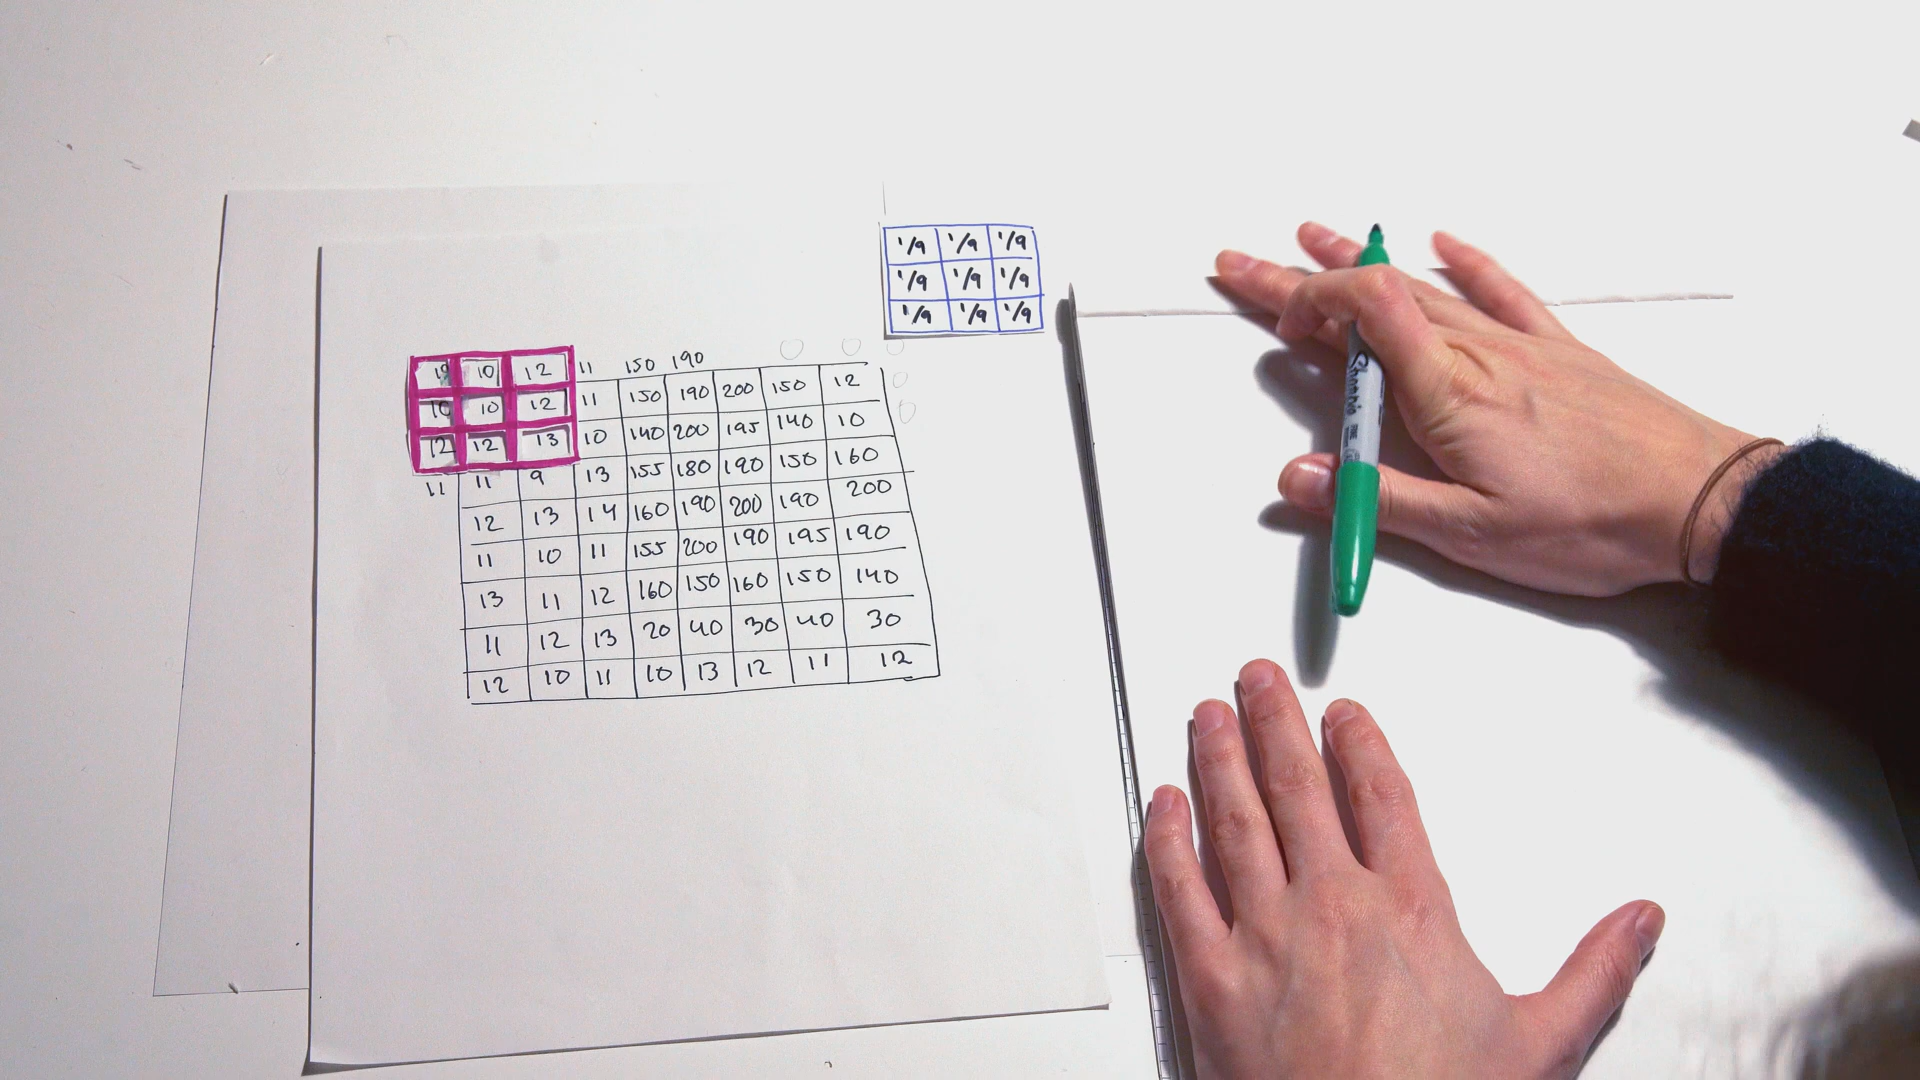 1/9 1/9 1/9
1/9 1/9 1/9
1/9 1/9 1/9
10 10 12 11 150 190
10 10 12 11 150 190 200 150 12
12 12 13 10 140 200 195 140 10
11 11 9 13 155 180 190 150 160
12 13 14 160 190 200 190 200
11 10 11 155 200 190 195 190
13 11 12 160 150 160 150 140
11 12 13 20 40 30 40 30
12 10 11 10 13 12 11 12
Sharpie